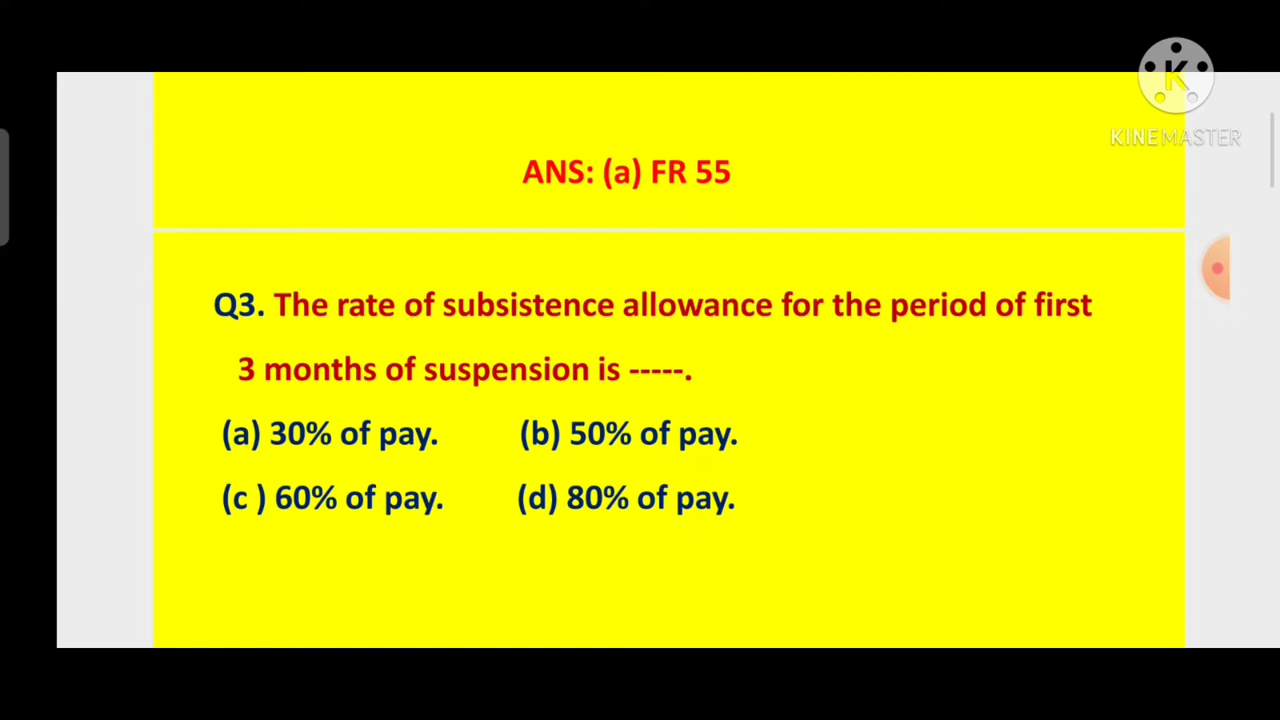 K
KINEMASTER
ANS: (a) FR 55
Q3. The rate of subsistence allowance for the period of first
3 months of suspension is -----.
(a) 30% of pay. (b) 50% of pay.
(c ) 60% of pay. (d) 80% of pay.